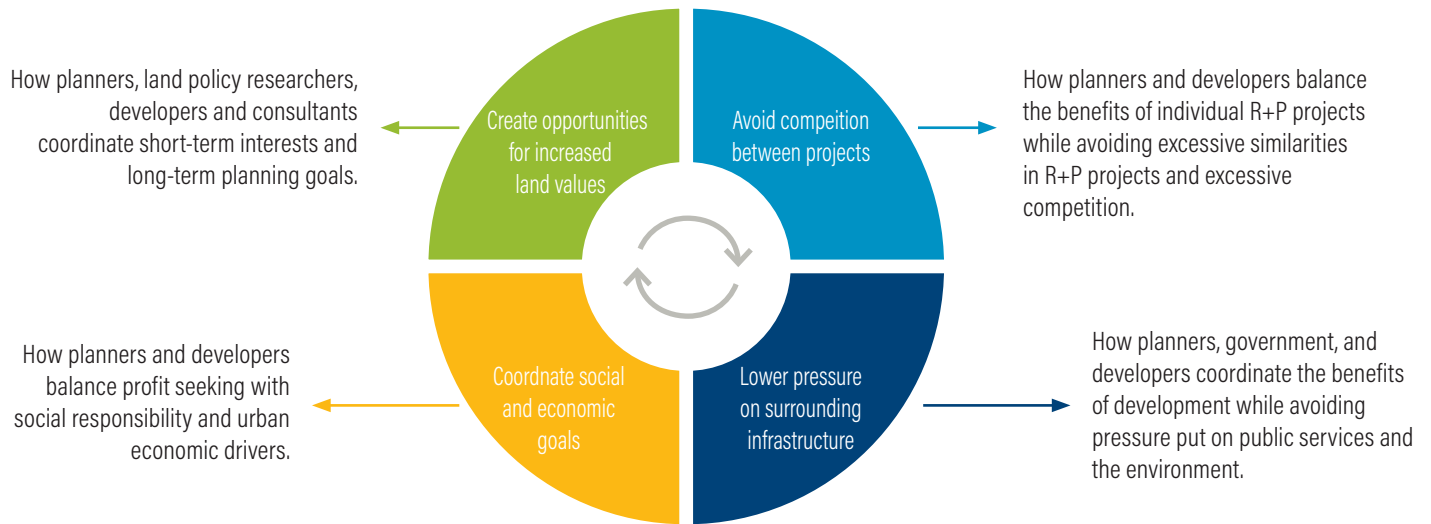 How planners, land policy researchers,
developers and consultants
coordinate short-term interests and
long-term planning goals.
Create opportunities
for increased
land values
Avoid compeition
between projects
How planners and developers balance
the benefits of individual R+P projects
while avoiding excessive similarities
in R+P projects and excessive
competition.
How planners and developers
balance profit seeking with
social responsibility and urban
economic drivers.
Coordnate social
and economic
goals
Lower pressure
on surrounding
infrastructure
How planners, government, and
developers coordinate the benefits
of development while avoiding
pressure put on public services and
the environment.